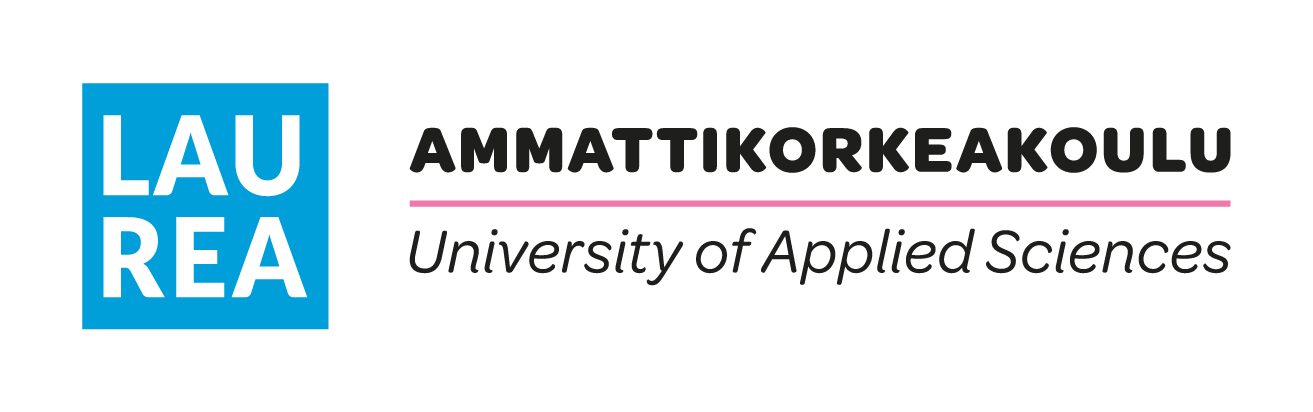 LAU
REA
AMMATTIKORKEAKOULU
University of Applied Sciences